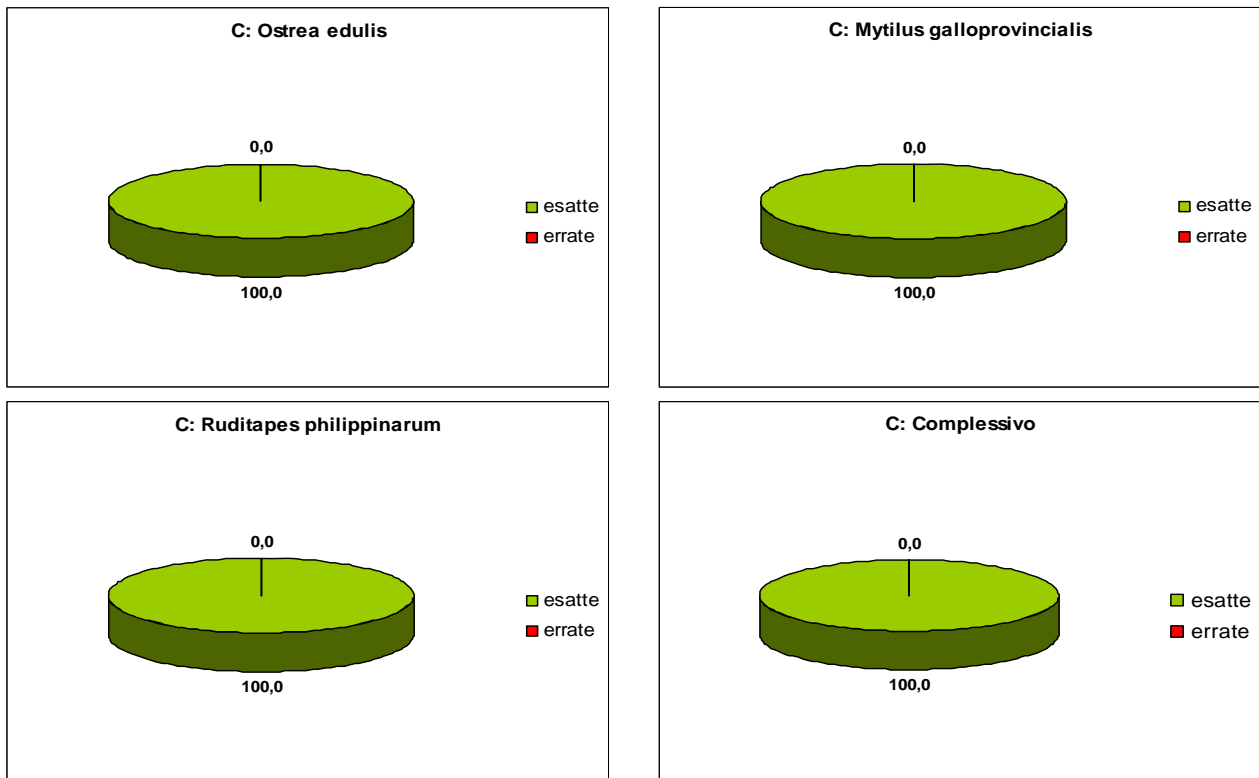 C: Ostrea edulis
0,0
esatte
errate
100,0
C: Mytilus galloprovincialis
0,0
esatte
errate
100,0
C: Ruditapes philippinarum
0,0
esatte
errate
100,0
C: Complessivo
0,0
esatte
errate
100,0